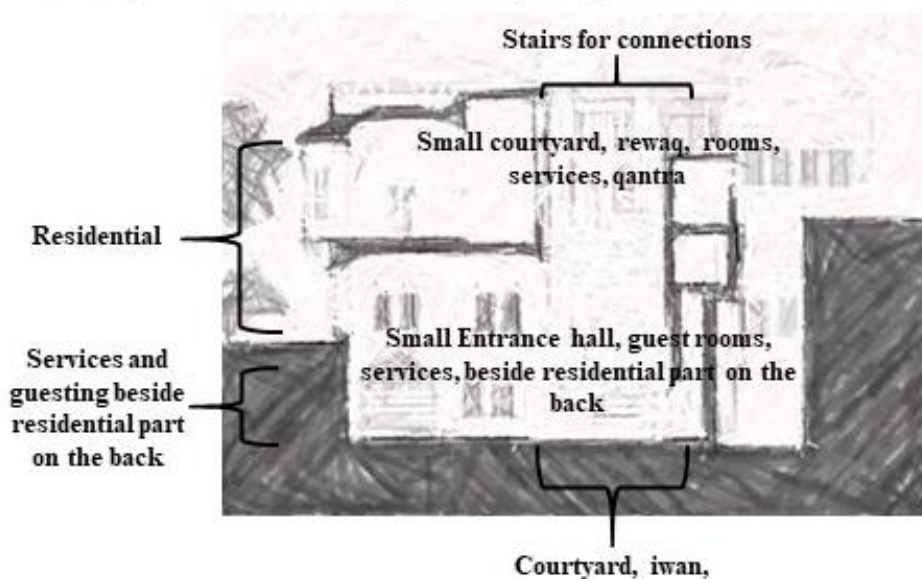 Stairs for connections
Small courtyard, rewaq, rooms,
services, qantra
Residential
Small Entrance hall, guest rooms,
services, beside residential part on the
back
Services and
guesting beside
residential part
on the back
Courtyard, iwan,